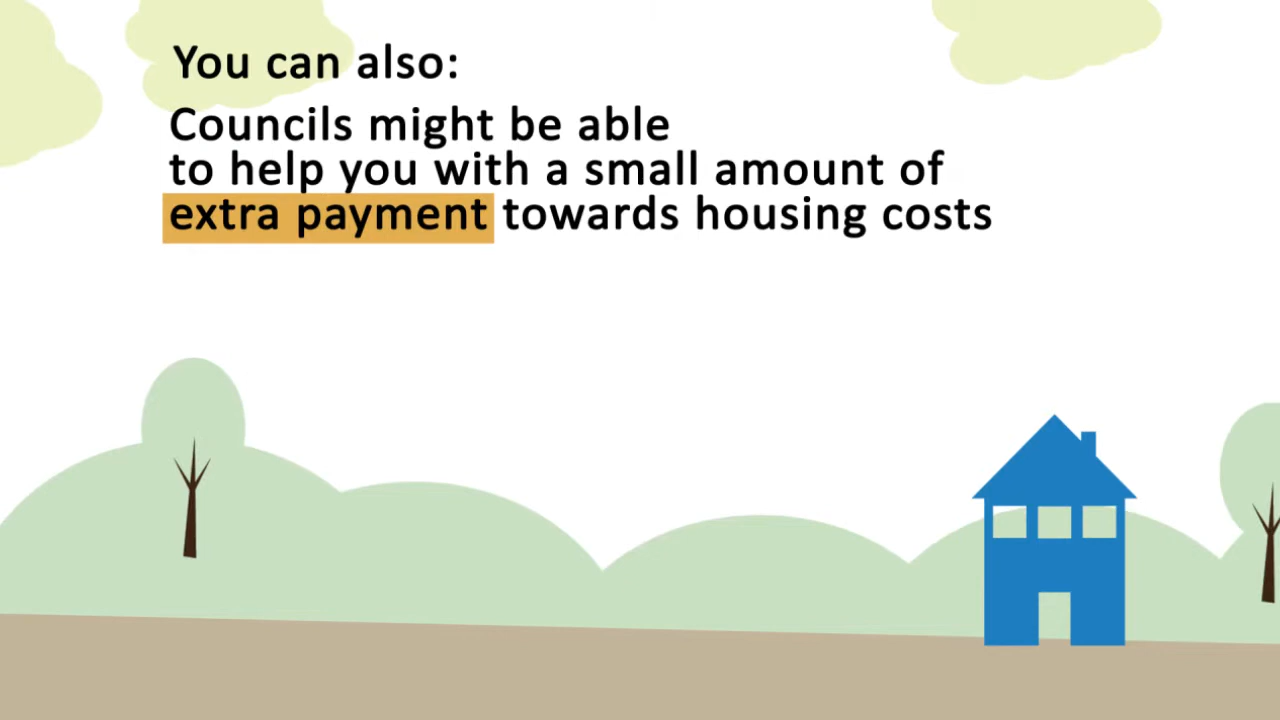 You can also:
Councils might be able
to help you with a small amount of
extra payment towards housing costs